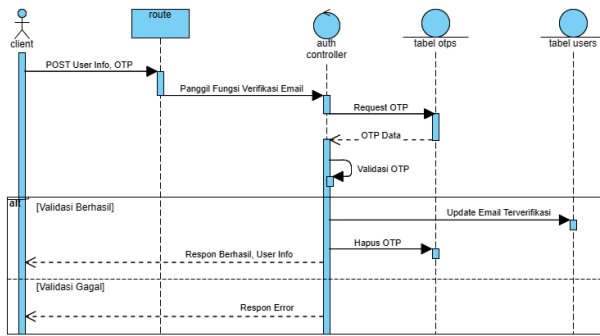 client
route
auth
controller
tabel otps
tabel users
POST User Info, OTP
Panggil Fungsi Verifikasi Email
Request OTP
OTP Data
Validasi OTP
alt
[Validasi Berhasil]
Update Email Terverifikasi
Hapus OTP
Respon Berhasil, User Info
[Validasi Gagal]
Respon Error